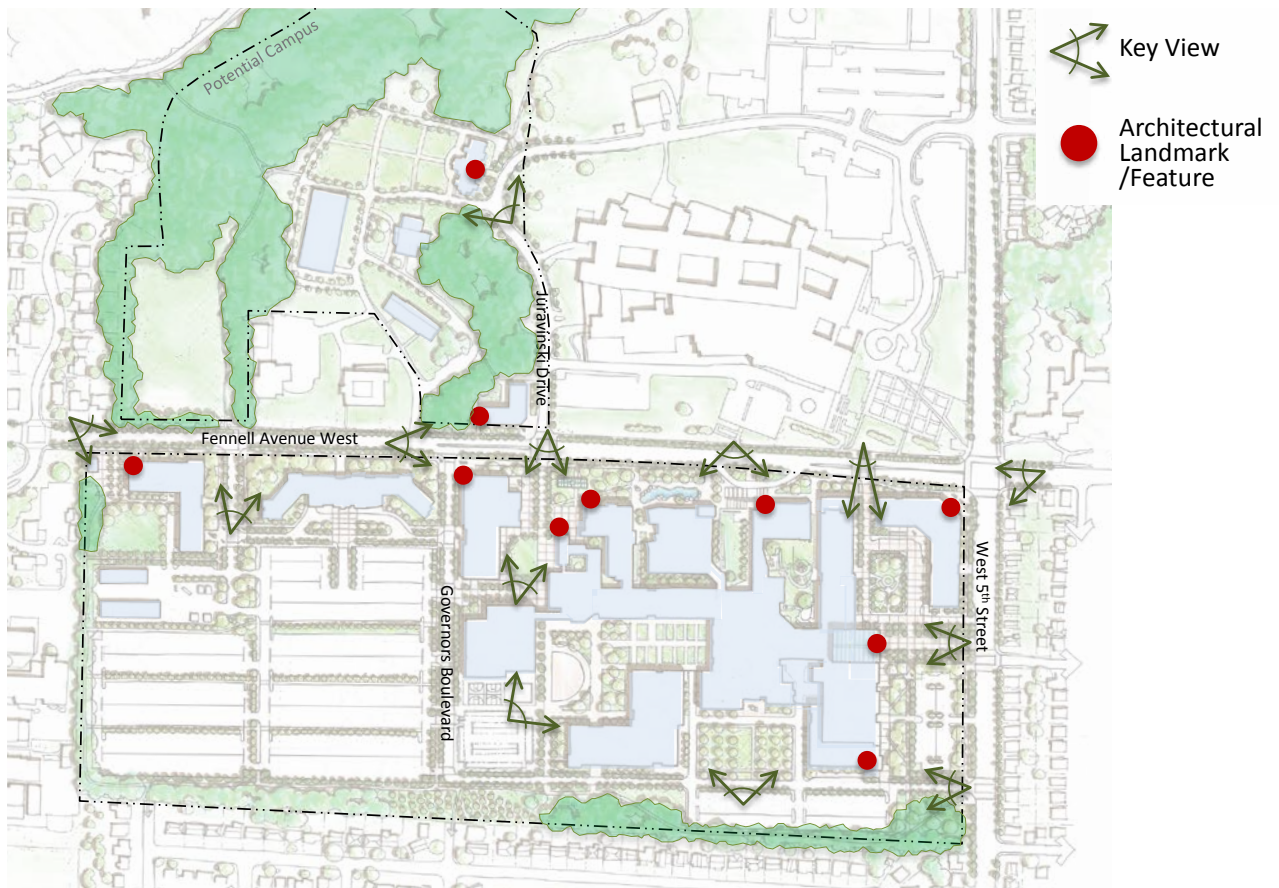 Potential Campus
Key View
Architectural
Landmark
/Feature
Juravinski Drive
Fennell Avenue West
Governors Boulevard
West 5th Street